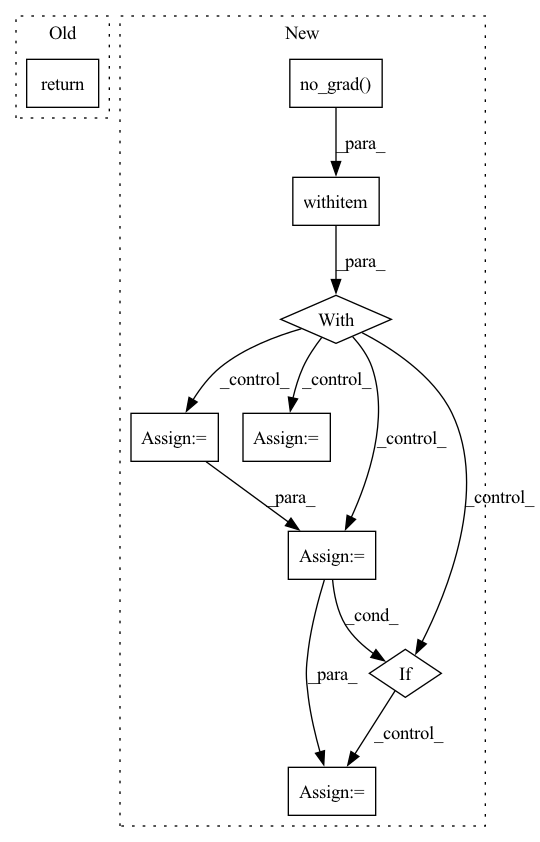 Old
New
return
no_grad()
_para_
withitem
_para_
With
_control_
_control_
_control_
_control_
Assign:=
Assign:=
_para_
Assign:=
_cond_
_para_
If
_control_
Assign:=